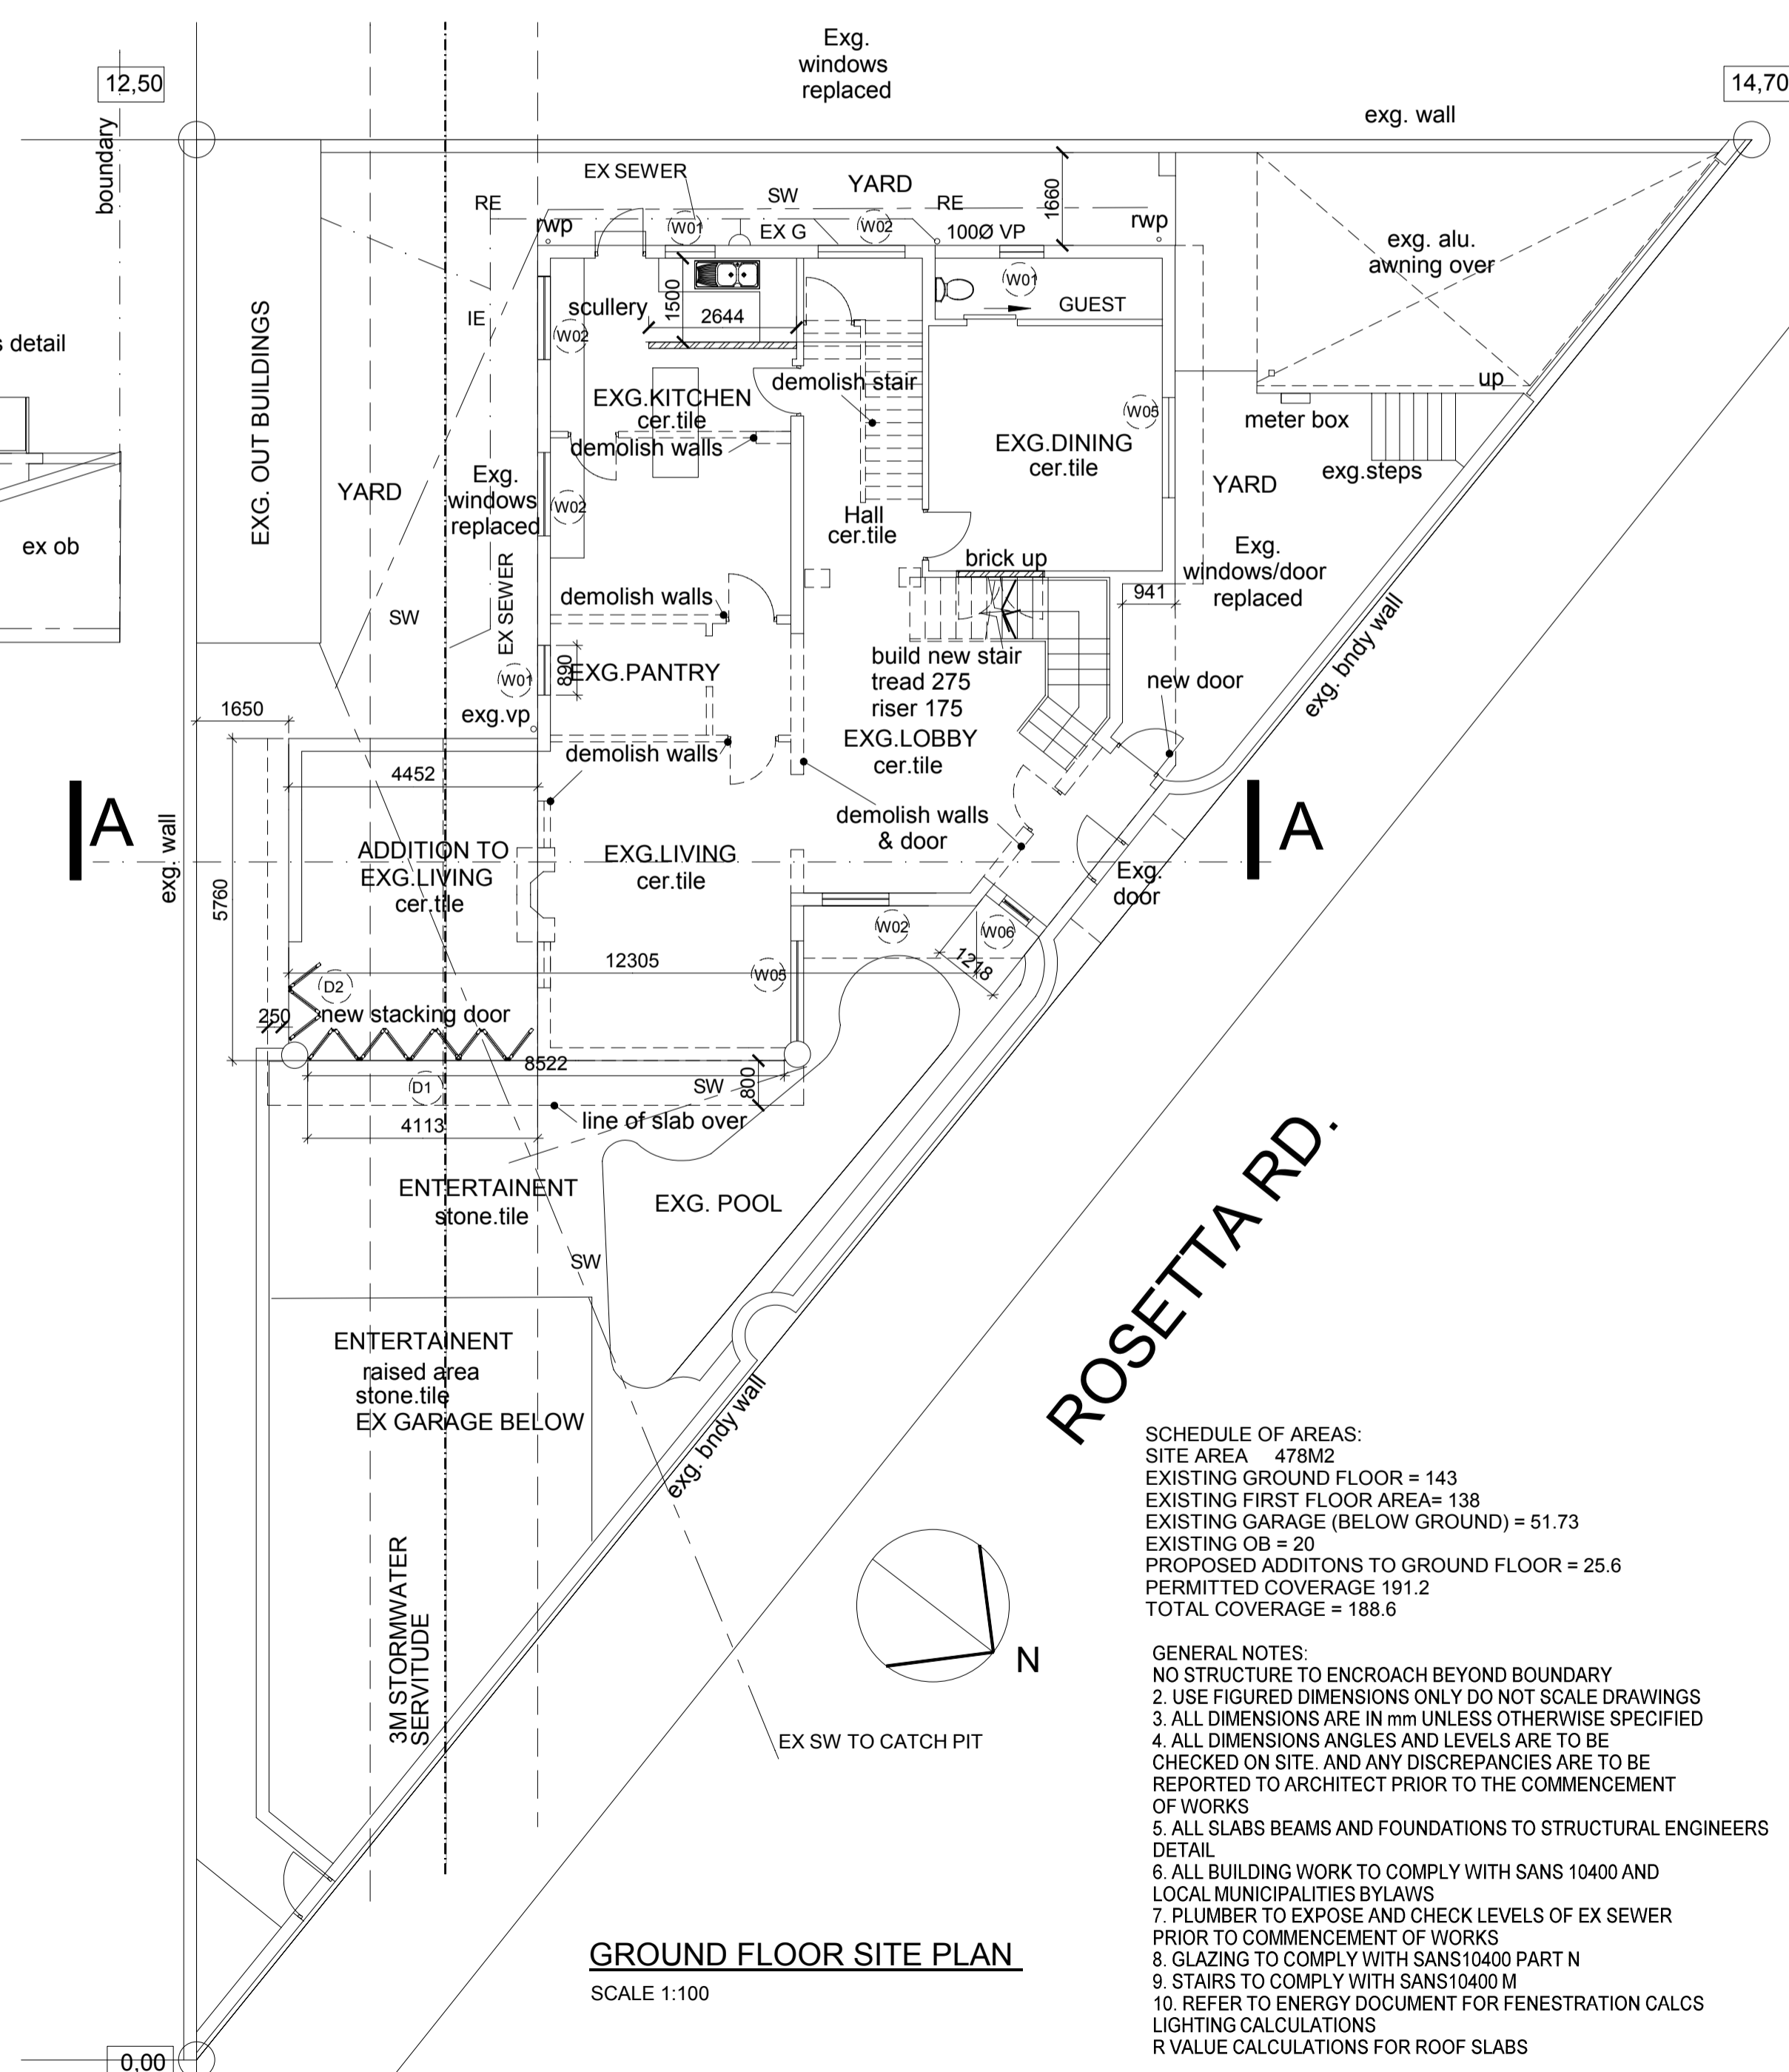 Exg.
windows
replaced
12,50
14,70
boundary
exg. wall
EX SEWER
YARD
SW
RE
RE
1660
rwp
rwp
W01
EX G
W02
100Ø VP
exg. alu.
awning over
W01
GUEST
scullery
1500
2644
IE
W02
s detail
EXG. OUT BUILDINGS
demolish stair
up
EXG.KITCHEN
cer.tile
W05
meter box
demolish walls
EXG.DINING
cer.tile
exg.steps
YARD
Exg.
windows
replaced
YARD
W02
Hall
cer.tile
ex ob
brick up
Exg.
windows/door
replaced
EX SEWER
demolish walls
941
SW
exg. bndy wall
build new stair
tread 275
riser 175
W01
890
EXG.PANTRY
new door
1650
exg.vp
EXG.LOBBY
cer.tile
demolish walls
4452
A
A
exg. wall
demolish walls
& door
ADDITION TO
EXG.LIVING
cer.tile
EXG.LIVING
cer.tile
Exg.
door
5760
W02
W06
12305
W05
1218
D2
250
new stacking door
8522
D1
SW
800
line of slab over
4113
ENTERTAINENT
stone.tile
EXG. POOL
ROSETTA RD.
SW
ENTERTAINENT
raised area
stone.tile
EX GARAGE BELOW
exg. bndy wall
3M STORMWATER
SERVITUDE
N
EX SW TO CATCH PIT
SCHEDULE OF AREAS:
SITE AREA 478M2
EXISTING GROUND FLOOR = 143
EXISTING FIRST FLOOR AREA= 138
EXISTING GARAGE (BELOW GROUND) = 51.73
EXISTING OB = 20
PROPOSED ADDITONS TO GROUND FLOOR = 25.6
PERMITTED COVERAGE 191.2
TOTAL COVERAGE = 188.6
GENERAL NOTES:
NO STRUCTURE TO ENCROACH BEYOND BOUNDARY
2. USE FIGURED DIMENSIONS ONLY DO NOT SCALE DRAWINGS
3. ALL DIMENSIONS ARE IN mm UNLESS OTHERWISE SPECIFIED
4. ALL DIMENSIONS ANGLES AND LEVELS ARE TO BE
CHECKED ON SITE. AND ANY DISCREPANCIES ARE TO BE
REPORTED TO ARCHITECT PRIOR TO THE COMMENCEMENT
OF WORKS
5. ALL SLABS BEAMS AND FOUNDATIONS TO STRUCTURAL ENGINEERS
DETAIL
6. ALL BUILDING WORK TO COMPLY WITH SANS 10400 AND
LOCAL MUNICIPALITIES BYLAWS
7. PLUMBER TO EXPOSE AND CHECK LEVELS OF EX SEWER
PRIOR TO COMMENCEMENT OF WORKS
8. GLAZING TO COMPLY WITH SANS10400 PART N
9. STAIRS TO COMPLY WITH SANS10400 M
10. REFER TO ENERGY DOCUMENT FOR FENESTRATION CALCS
LIGHTING CALCULATIONS
R VALUE CALCULATIONS FOR ROOF SLABS
GROUND FLOOR SITE PLAN
SCALE 1:100
0,00